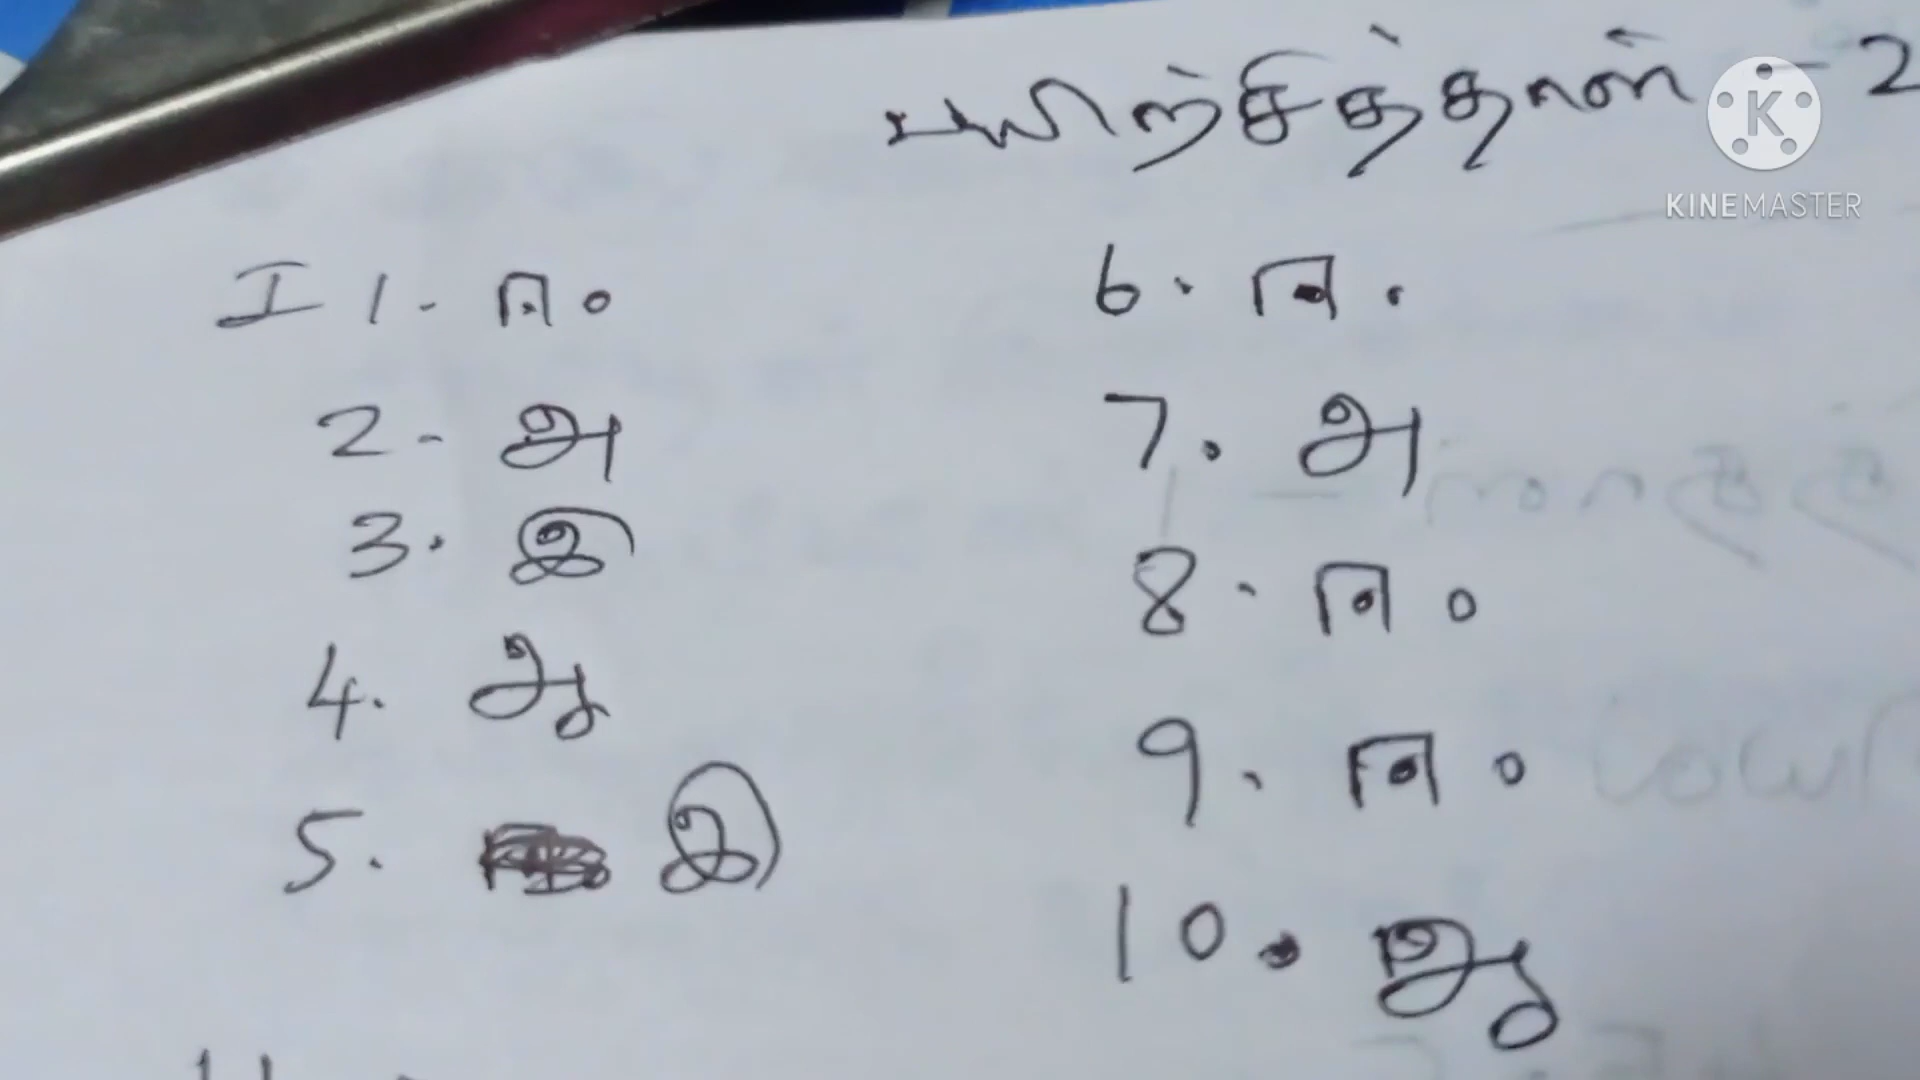 பயிற்சித்தாள் - 2
KINEMASTER
I 1. ஈ
2. அ
3. இ
4. ஆ
5. இ
6. ஈ
7. அ
8. ஈ
9. ஈ
10. ஆ